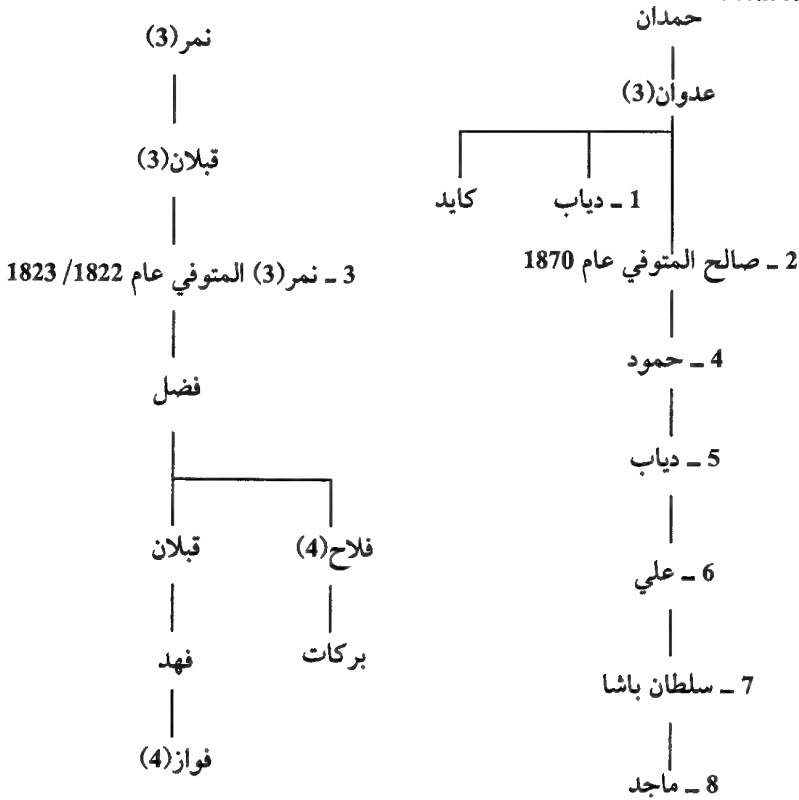 حمدان
عدوان(3)
1 ـ دياب
كايد
2 ـ صالح المتوفي عام 1870
4 ـ حمود
5 ـ دياب
6 ـ علي
7 ـ سلطان باشا
8 ـ ماجد
نمر(3)
قبلان(3)
3 ـ نمر(3) المتوفي عام 1822/ 1823
فضل
فلاح(4)
قبلان
بركات
فهد
فواز(4)